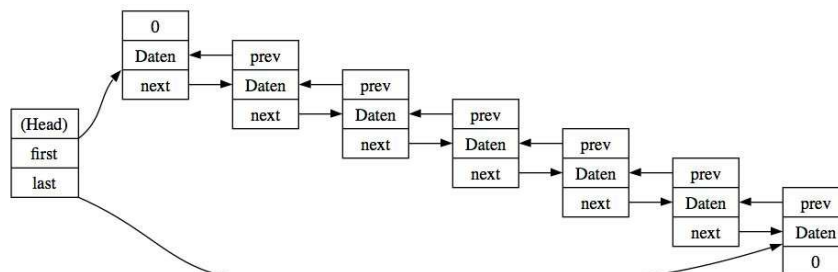 0
Daten
next
prev
Daten
next
prev
Daten
next
prev
Daten
next
prev
Daten
next
prev
Daten
next
prev
Daten
0
(Head)
first
last